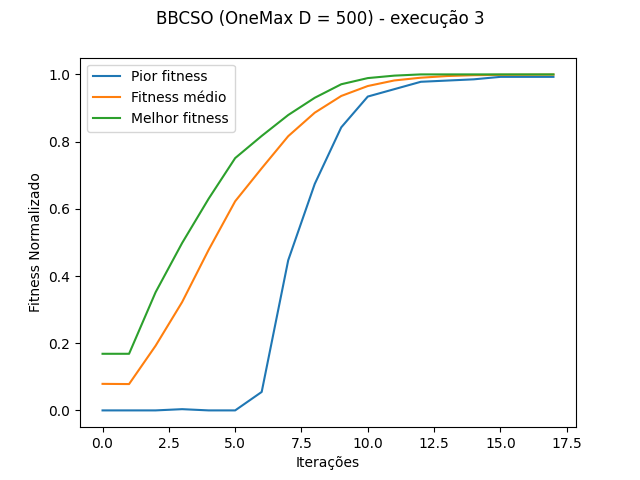 BBCSO (OneMax D = 500) - execução 3
Pior fitness
Fitness médio
Melhor fitness
Fitness Normalizado
1.0
0.8
0.6
0.4
0.2
0.0
0.0 2.5 5.0 7.5 10.0 12.5 15.0 17.5
Iterações